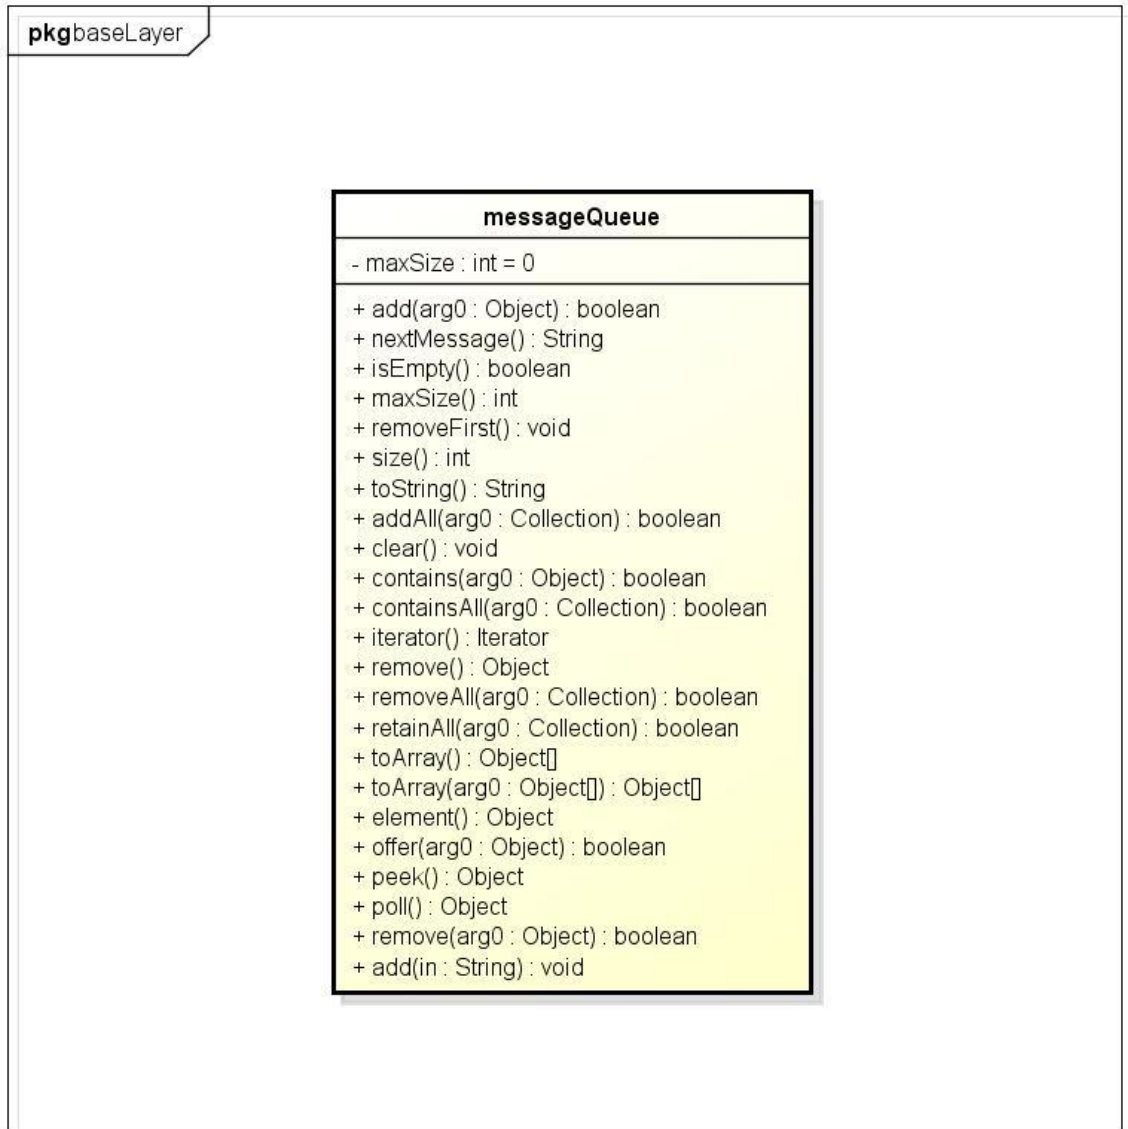 pkg baseLayer
messageQueue
- maxSize : int = 0
+ add(arg0 : Object) : boolean
+ nextMessage() : String
+ isEmpty() : boolean
+ maxSize() : int
+ removeFirst() : void
+ size() : int
+ toString() : String
+ addAll(arg0 : Collection) : boolean
+ clear() : void
+ contains(arg0 : Object) : boolean
+ containsAll(arg0 : Collection) : boolean
+ iterator() : Iterator
+ remove() : Object
+ removeAll(arg0 : Collection) : boolean
+ retainAll(arg0 : Collection) : boolean
+ toArray() : Object[]
+ toArray(arg0 : Object[]) : Object[]
+ element() : Object
+ offer(arg0 : Object) : boolean
+ peek() : Object
+ poll() : Object
+ remove(arg0 : Object) : boolean
+ add(in : String) : void